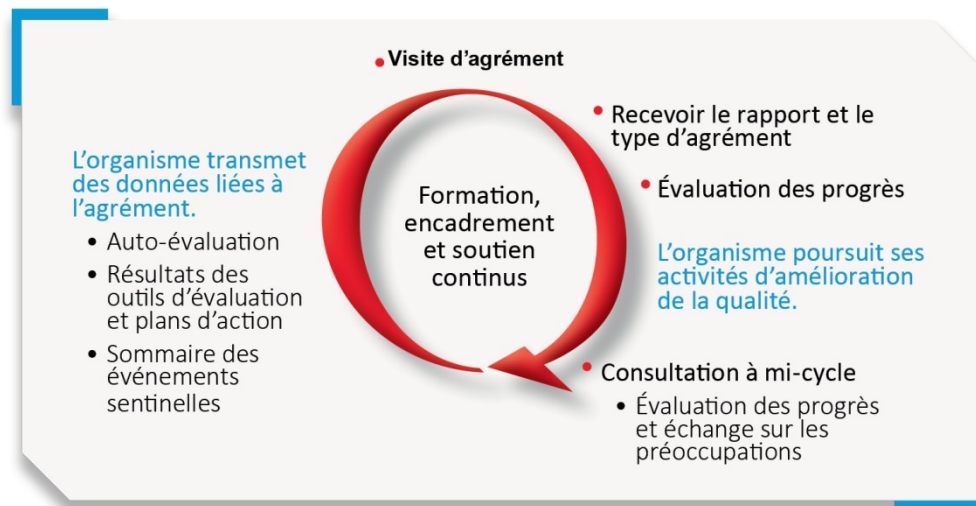 • Visite d’agrément
• Recevoir le rapport et le
type d’agrément
• Évaluation des progrès
L’organisme poursuit ses
activités d’amélioration
de la qualité.
• Consultation à mi-cycle
• Évaluation des progrès
et échange sur les
préoccupations
L’organisme transmet
des données liées à
l’agrément.
• Auto-évaluation
• Résultats des
outils d’évaluation
et plans d’action
• Sommaire des
événements
sentinelles
Formation,
encadrement
et soutien
continus